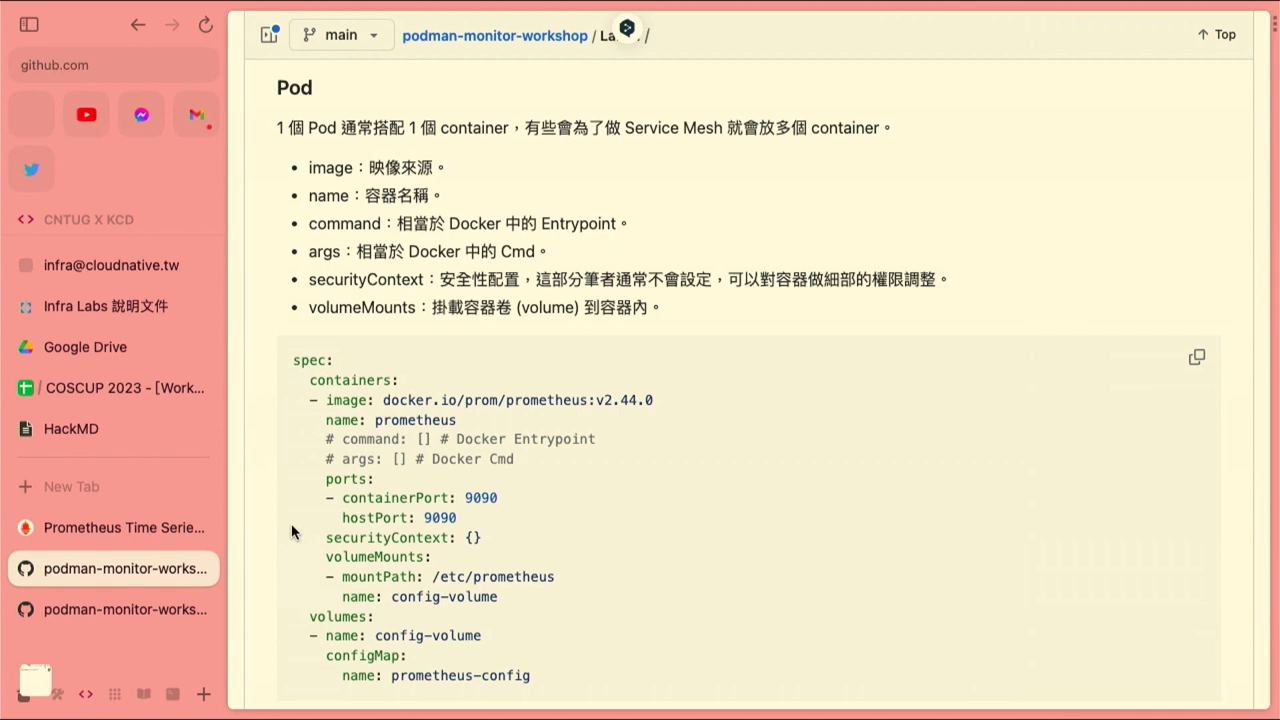 github.com
CNTUG X KCD
infra@cloudnative.tw
Infra Labs 說明文件
Google Drive
/ COSCUP 2023 - [Work...
HackMD
New Tab
Prometheus Time Serie...
podman-monitor-works...
podman-monitor-works...
main
podman-monitor-workshop / La /
Top
Pod
1 個 Pod 通常搭配 1 個 container，有些會為了做 Service Mesh 就會放多個 container。
• image：映像來源。
• name：容器名稱。
• command：相當於 Docker 中的 Entrypoint。
• args：相當於 Docker 中的 Cmd。
• securityContext：安全性配置，這部分筆者通常不會設定，可以對容器做細部的權限調整。
• volumeMounts：掛載容器卷 (volume) 到容器內。
spec:
  containers:
  - image: docker.io/prom/prometheus:v2.44.0
    name: prometheus
    # command: [] # Docker Entrypoint
    # args: [] # Docker Cmd
    ports:
    - containerPort: 9090
      hostPort: 9090
    securityContext: {}
    volumeMounts:
    - mountPath: /etc/prometheus
      name: config-volume
  volumes:
  - name: config-volume
    configMap:
      name: prometheus-config